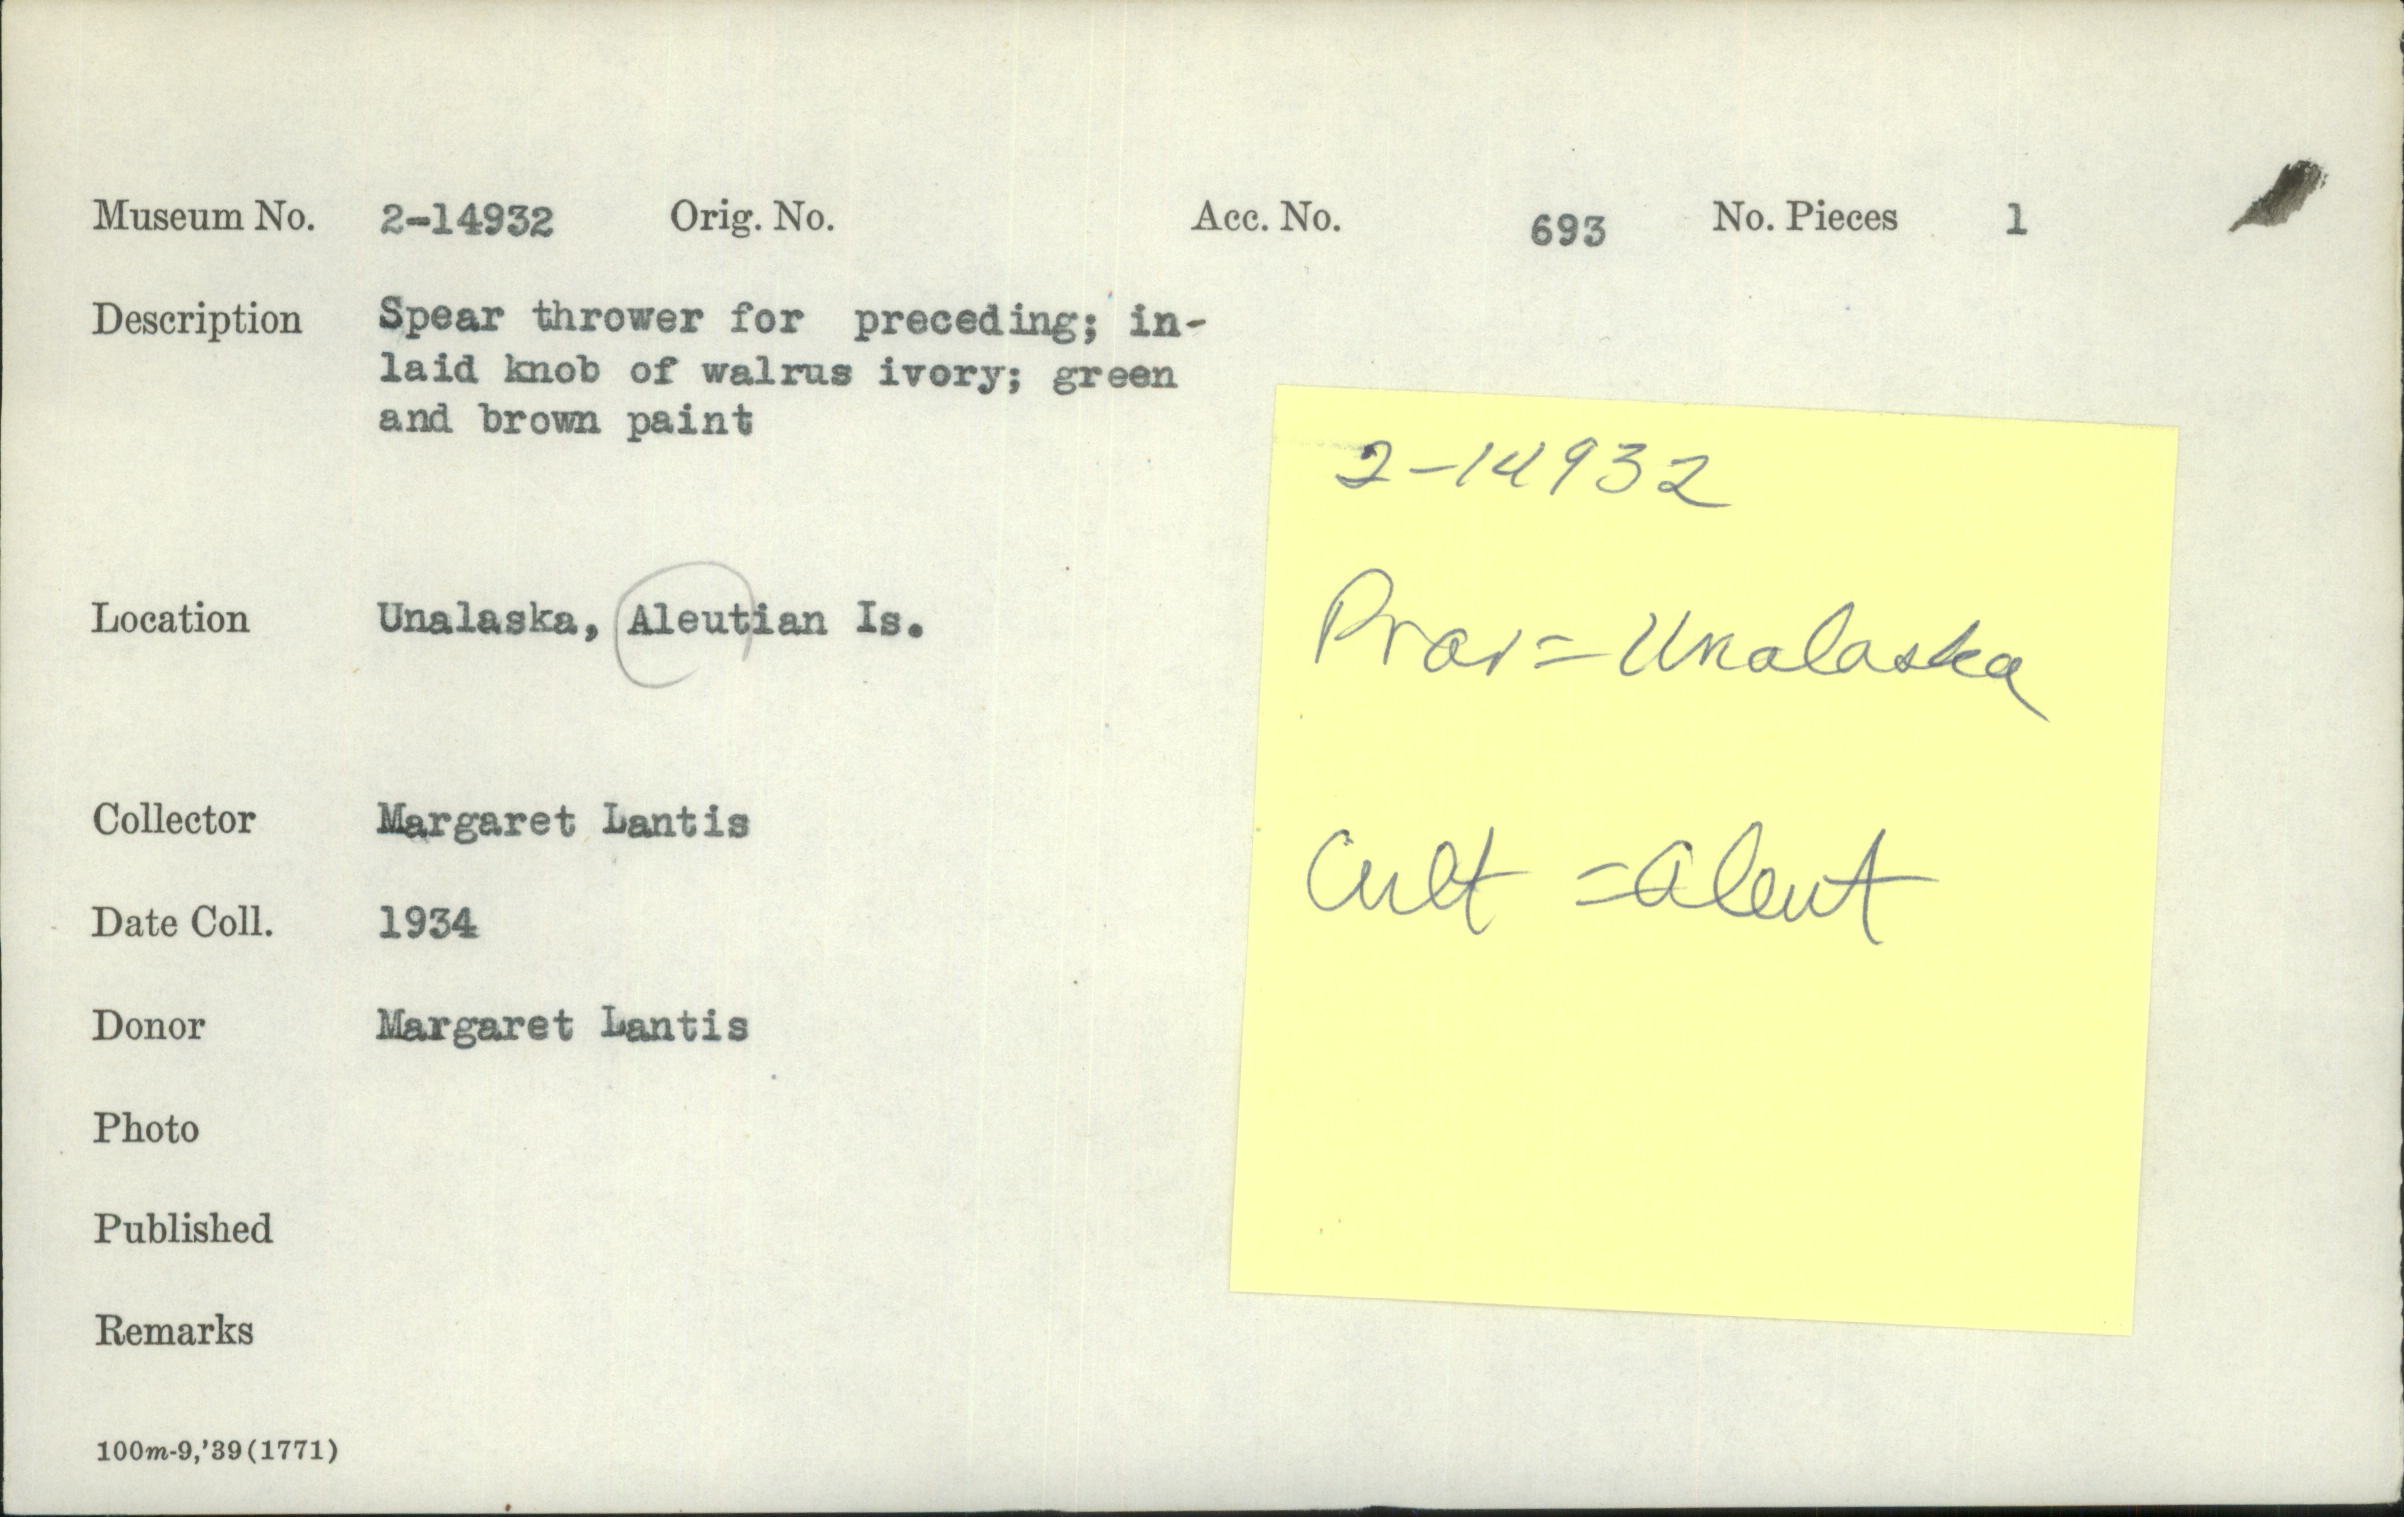 Museum No. 2-14932 Orig. No. Acc. No. 693 No. Pieces 1
Description Spear thrower for preceding; in-
laid knob of walrus ivory; green
and brown paint
Location Unalaska, Aleutian Is.
Collector Margaret Lantis
Date Coll. 1934
Donor Margaret Lantis
Photo
Published
Remarks
100m-9,'39(1771)
2-14932
Prov = Unalaska
Cult = Aleut